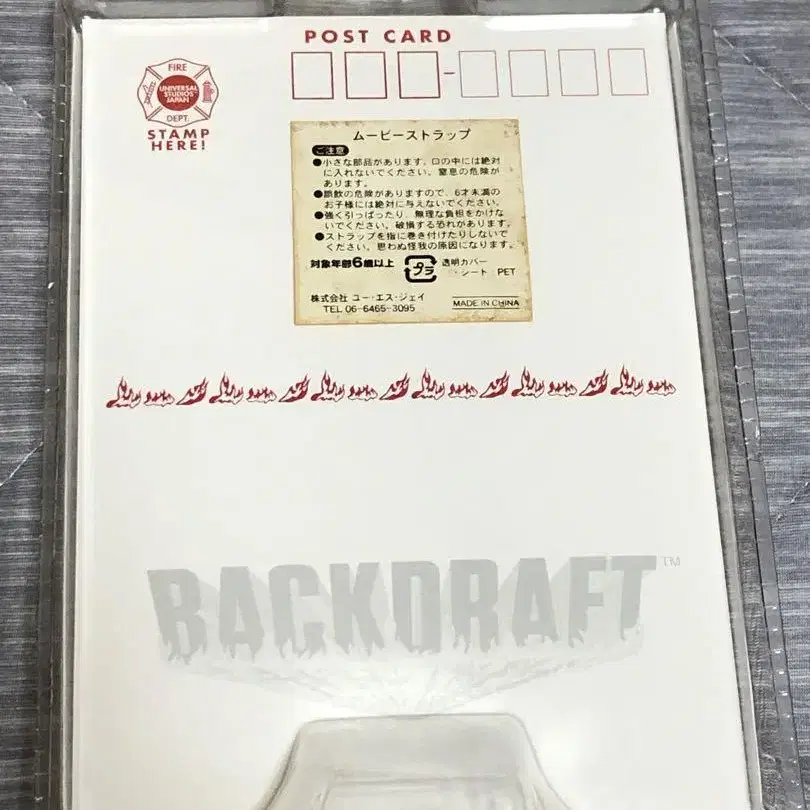 POST CARD
FIRE
UNIVERSAL
STUDIOS
JAPAN
DEPT.
STAMP
HERE!
ムービーストラップ
ご注意
●小さな部品があります。口の中には絶対
に入れないでください。窒息の危険が
あります。
●誤飲の危険がありますので、6才未満の
お子様には絶対に与えないでください。
●強く引っぱったり、無理な負担をかけな
いでください。破損する恐れがあります。
●ストラップを指に巻き付けたりしないで
ください。思わぬ怪我の原因になります。
対象年齢6歳以上
プラ
透明カバー
・シート PET
株式会社 ユー・エス・ジェイ
TEL 06-6465-3095
MADE IN CHINA
BACKDRAFT™